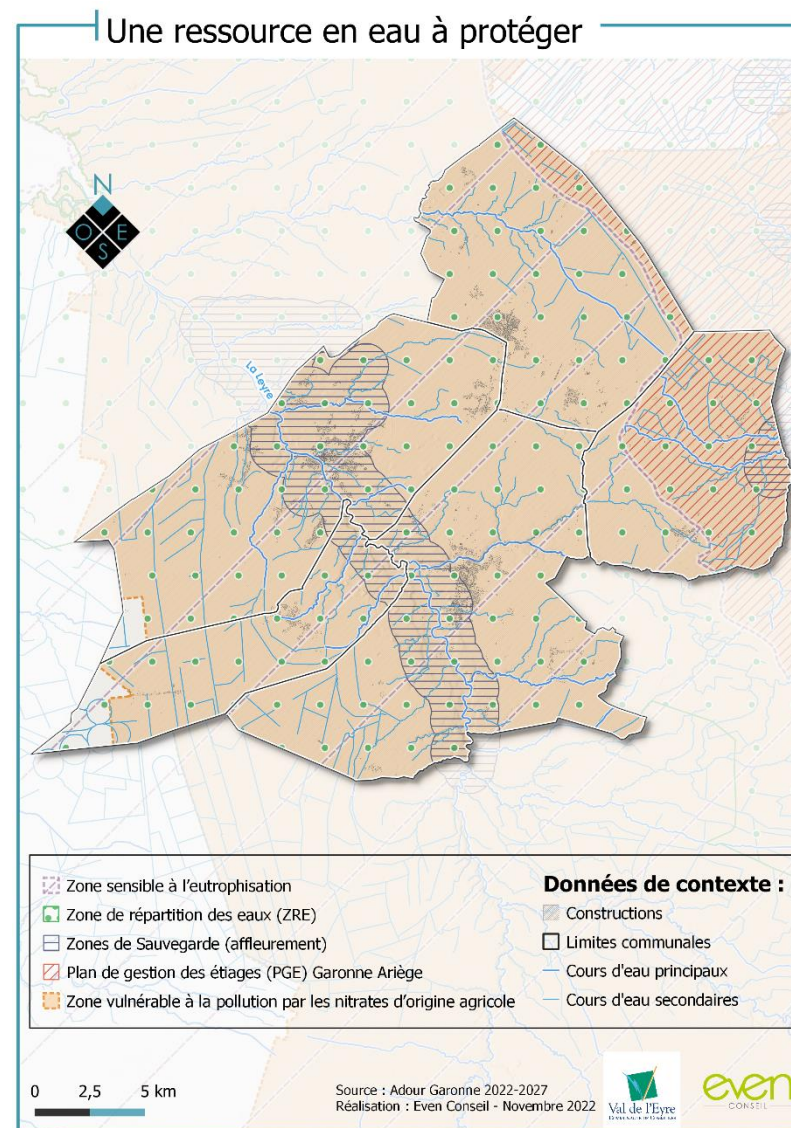 Une ressource en eau à protéger
N
O E
S
La Leyre
Zone sensible à l'eutrophisation
Zone de répartition des eaux (ZRE)
Zones de Sauvegarde (affleurement)
Plan de gestion des étiages (PGE) Garonne Ariège
Zone vulnérable à la pollution par les nitrates d'origine agricole
Données de contexte :
Constructions
Limites communales
Cours d'eau principaux
Cours d'eau secondaires
0 2,5 5 km
Source : Adour Garonne 2022-2027
Réalisation : Even Conseil - Novembre 2022
Val de l'Eyre
COMMUNAUTÉ DE COMMUNES
even
CONSEIL